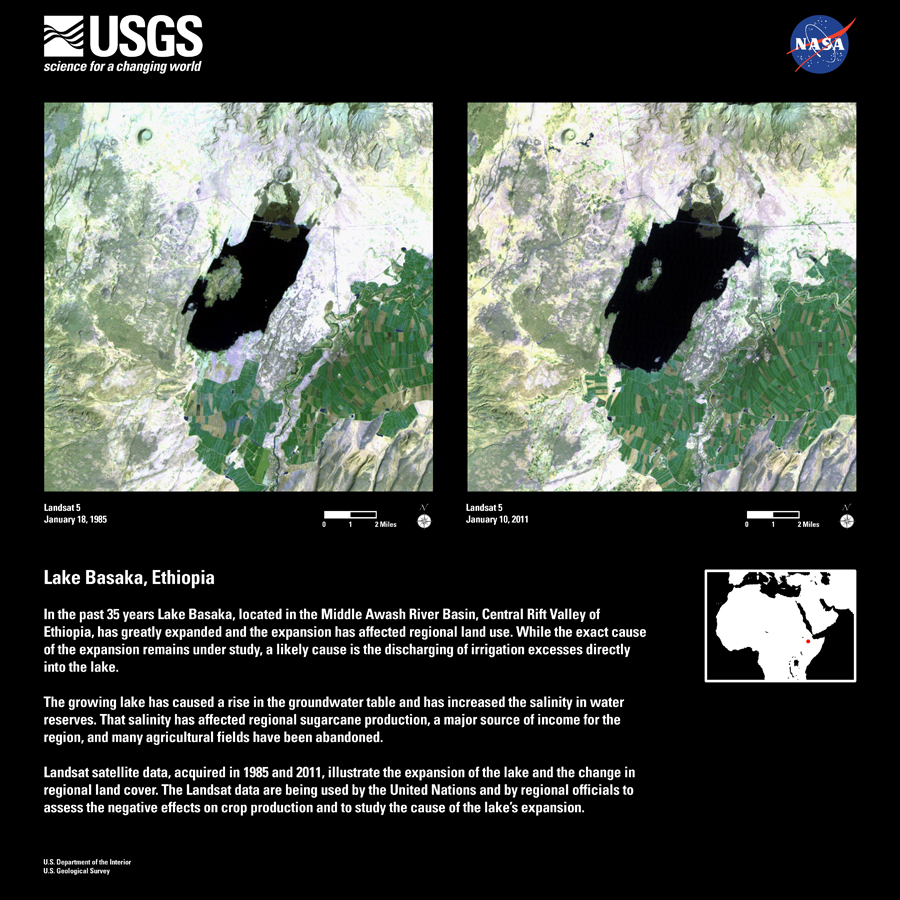 USGS
science for a changing world
NASA
Landsat 5
January 18, 1985
0 1 2 Miles
N
Landsat 5
January 10, 2011
0 1 2 Miles
N
Lake Basaka, Ethiopia
In the past 35 years Lake Basaka, located in the Middle Awash River Basin, Central Rift Valley of
Ethiopia, has greatly expanded and the expansion has affected regional land use. While the exact cause
of the expansion remains under study, a likely cause is the discharging of irrigation excesses directly
into the lake.
The growing lake has caused a rise in the groundwater table and has increased the salinity in water
reserves. That salinity has affected regional sugarcane production, a major source of income for the
region, and many agricultural fields have been abandoned.
Landsat satellite data, acquired in 1985 and 2011, illustrate the expansion of the lake and the change in
regional land cover. The Landsat data are being used by the United Nations and by regional officials to
assess the negative effects on crop production and to study the cause of the lake's expansion.
U.S. Department of the Interior
U.S. Geological Survey